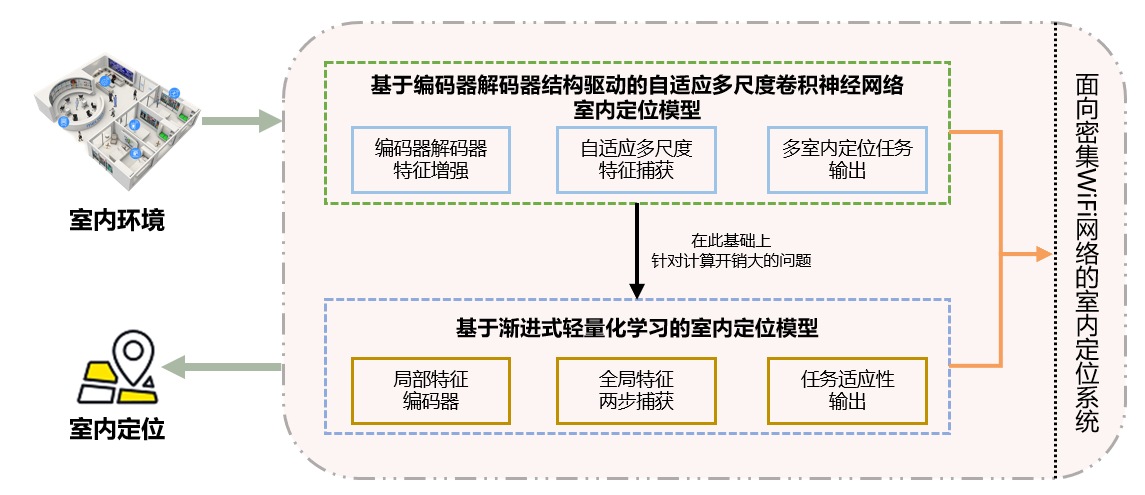 基于编码器解码器结构驱动的自适应多尺度卷积神经网络
室内定位模型
编码器解码器
特征增强
自适应多尺度
特征捕获
多室内定位任务
输出
室内环境
在此基础上
针对计算开销大的问题
基于渐进式轻量化学习的室内定位模型
局部特征
编码器
全局特征
两步捕获
任务适应性
输出
室内定位
面向密集WiFi网络的室内定位系统